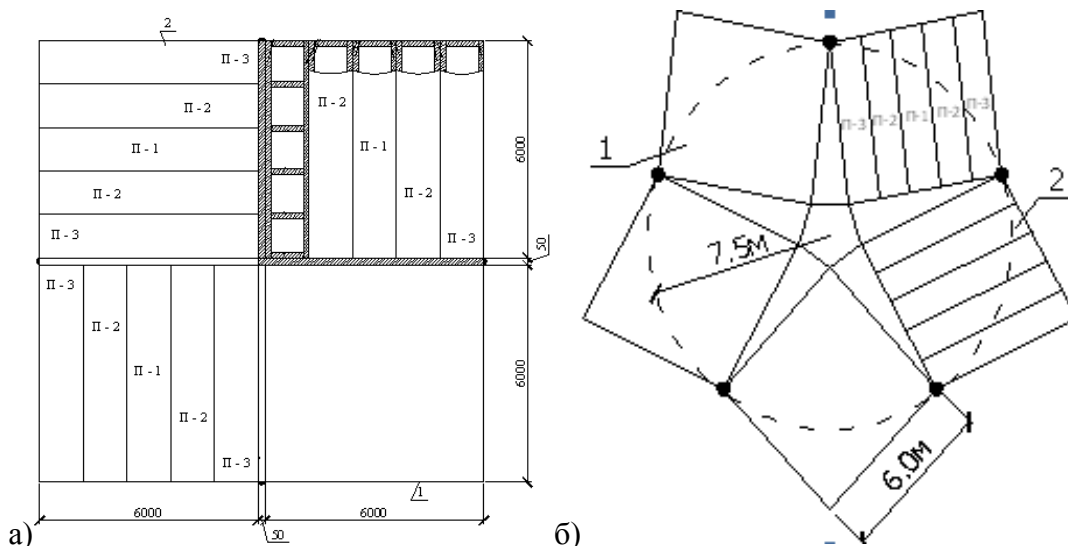 2
П - 3
П - 2
П - 1
П - 2
П - 3
П - 2
П - 1
П - 2
П - 3
6000
50
П - 3
П - 2
П - 1
П - 2
П - 3
6000
1
6000
6000
50
а)
1
П-3
П-2
П-1
П-2
П-3
2
7.5м
6.0м
б)